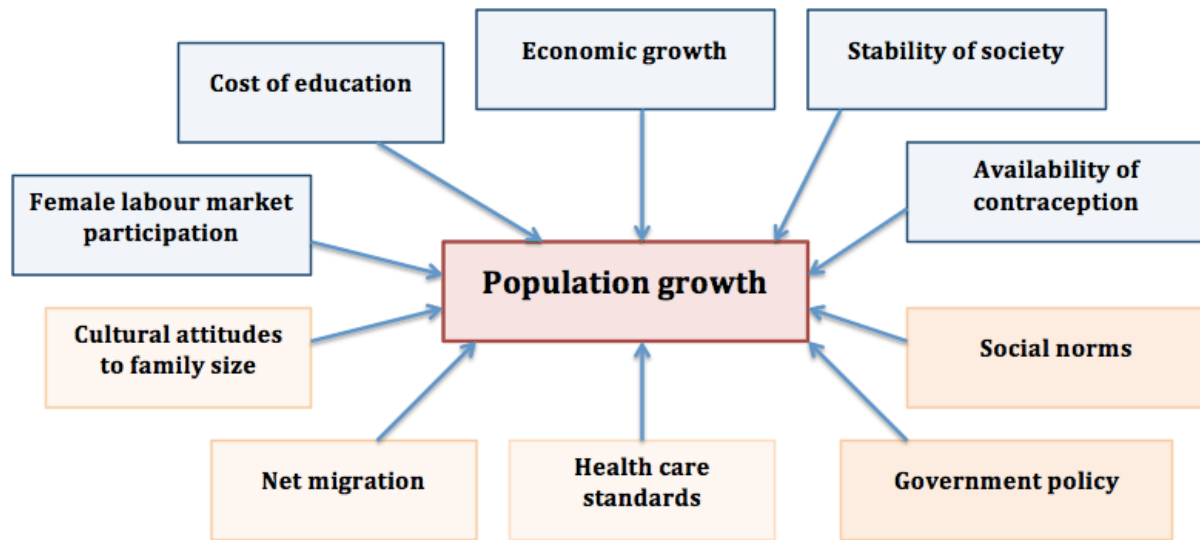 Economic growth
Stability of society
Cost of education
Availability of
contraception
Female labour market
participation
Population growth
Cultural attitudes
to family size
Social norms
Net migration
Health care
standards
Government policy